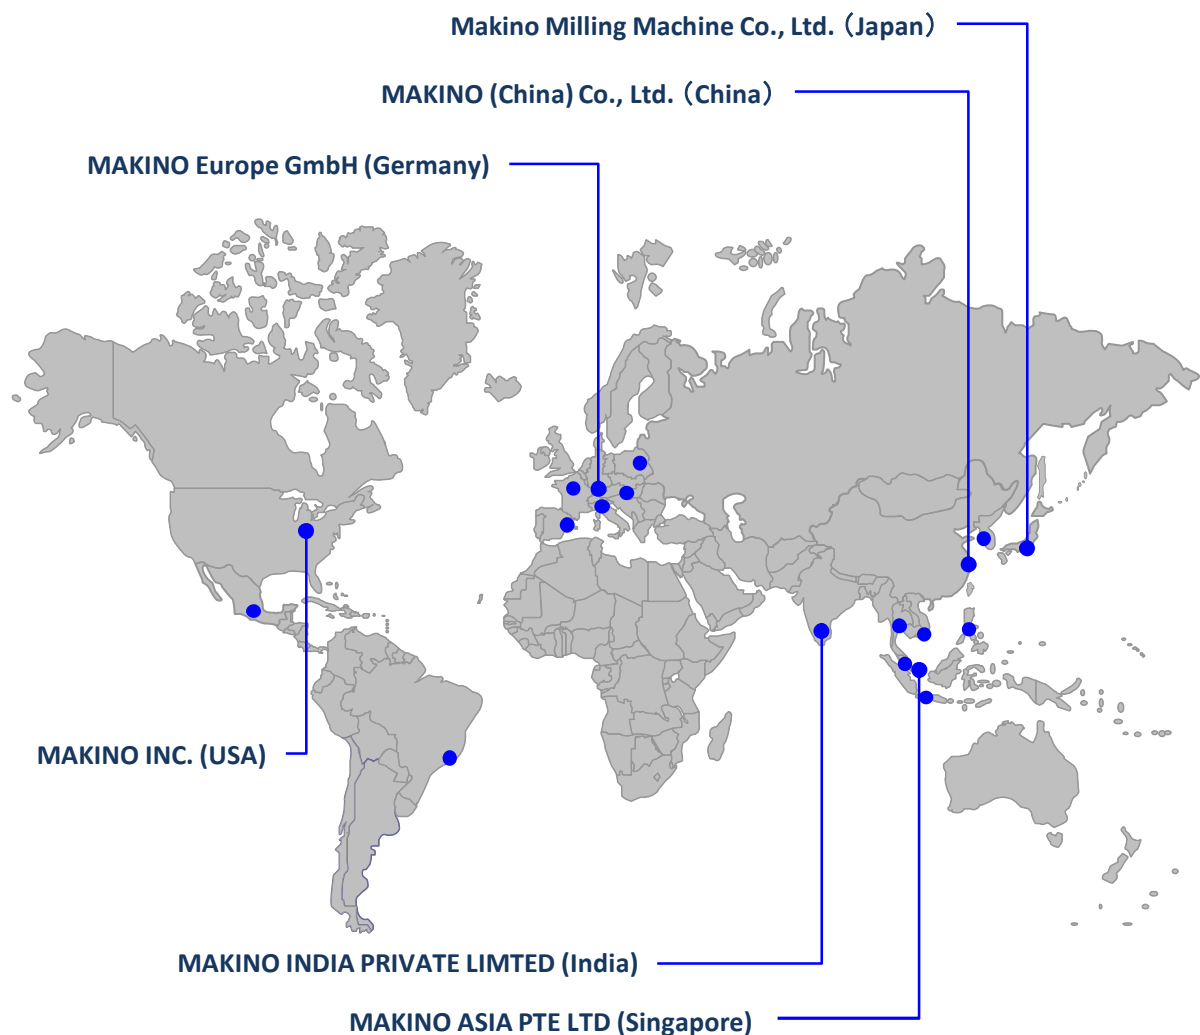 Makino Milling Machine Co., Ltd.（Japan）
MAKINO (China) Co., Ltd.（China）
MAKINO Europe GmbH (Germany)
MAKINO INC. (USA)
MAKINO INDIA PRIVATE LIMTED (India)
MAKINO ASIA PTE LTD (Singapore)